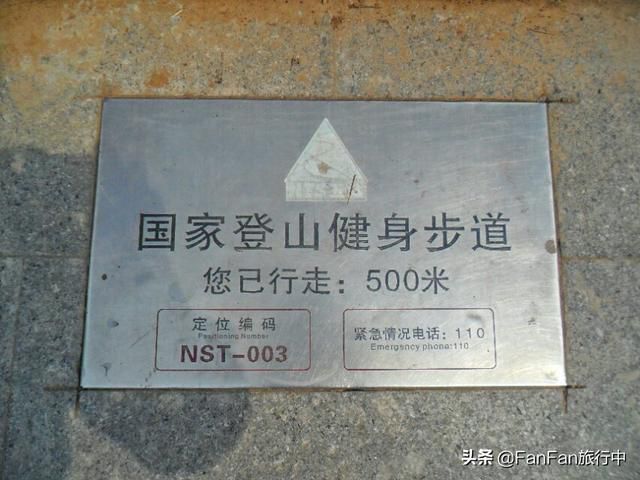 国家登山健身步道
您已行走：500米
定位编码
Positioning Number
NST-003
紧急情况电话：110
Emergency phone:110
头条 @FanFan旅行中